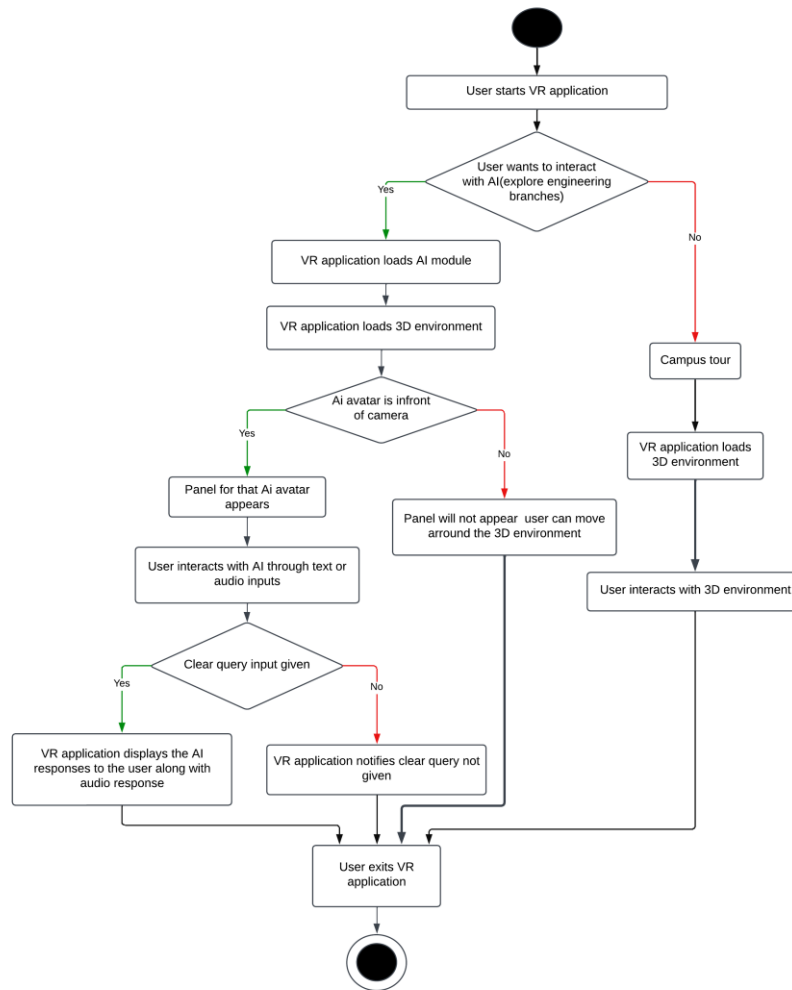 User starts VR application
User wants to interact
with AI(explore engineering
branches)
Yes
No
VR application loads AI module
VR application loads 3D environment
Campus tour
Ai avatar is infront
of camera
Yes
No
VR application loads
3D environment
Panel for that Ai avatar
appears
Panel will not appear  user can move
arround the 3D environment
User interacts with AI through text or
audio inputs
User interacts with 3D environment
Clear query input given
Yes
No
VR application displays the AI
responses to the user along with
audio response
VR application notifies clear query not
given
User exits VR
application